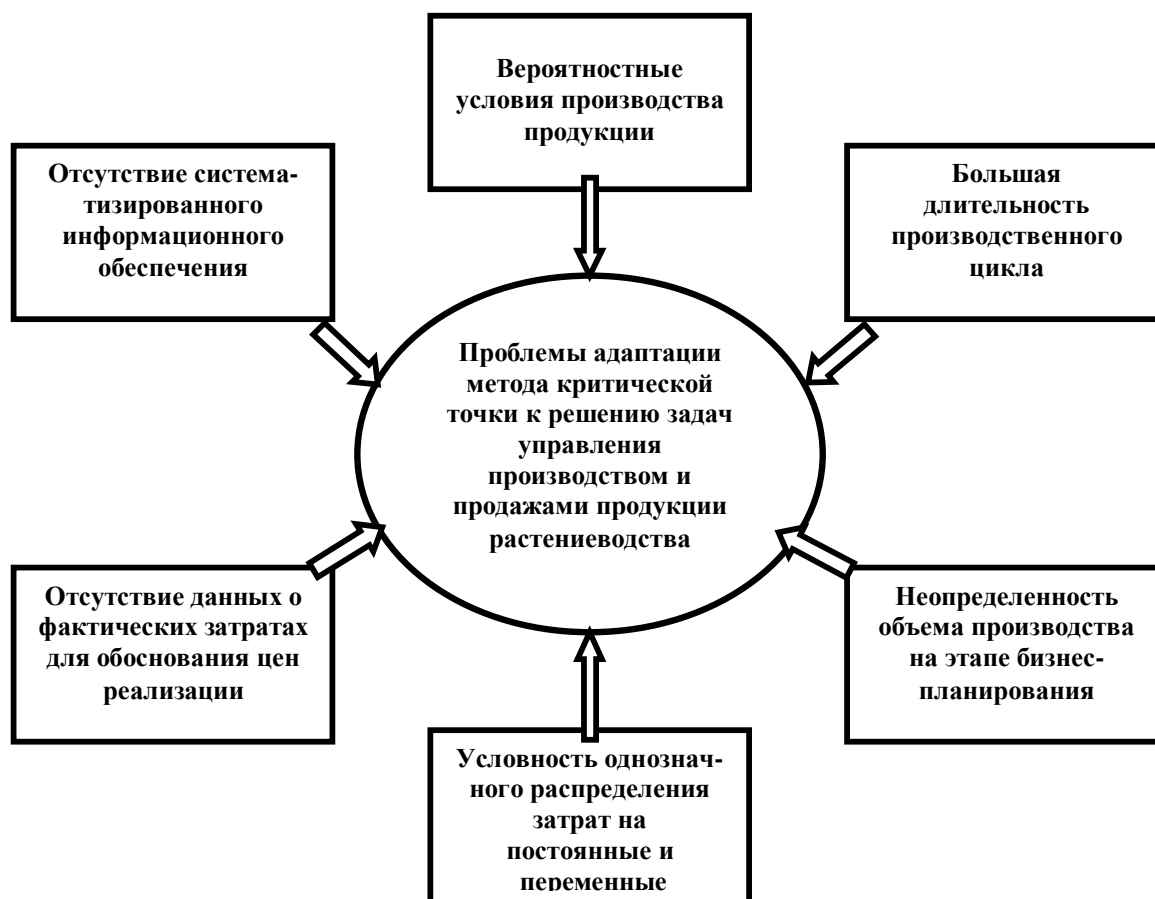 Вероятностные
условия производства
продукции
Отсутствие система-
тизированного
информационного
обеспечения
Большая
длительность
производственного
цикла
Проблемы адаптации
метода критической
точки к решению задач
управления
производством и
продажами продукции
растениеводства
Отсутствие данных о
фактических затратах
для обоснования цен
реализации
Неопределенность
объема производства
на этапе бизнес-
планирования
Условность однознач-
ного распределения
затрат на
постоянные и
переменные